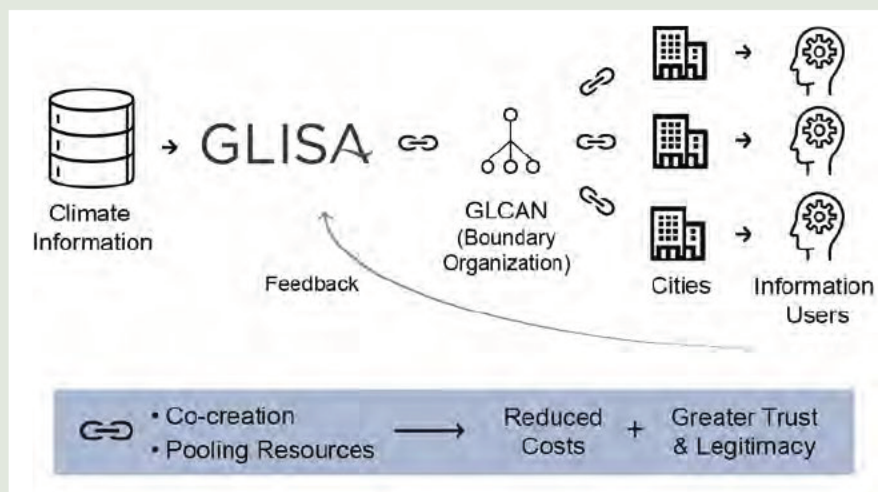 Climate
Information
GLISA
GLCAN
(Boundary
Organization)
Cities
Information
Users
Feedback
• Co-creation
• Pooling Resources
Reduced
Costs
+
Greater Trust
& Legitimacy